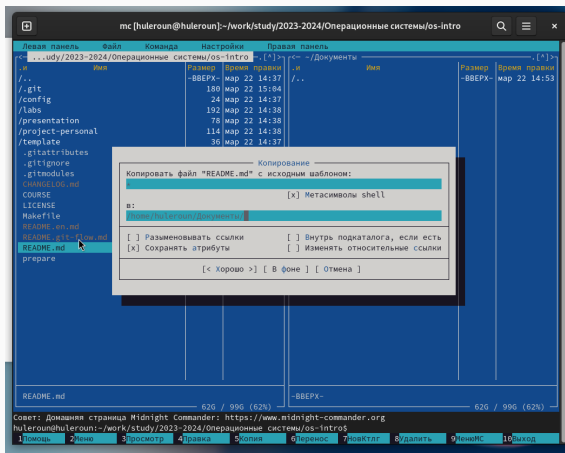 mc [huleroun@huleroun]:~/work/study/2023-2024/Операционные системы/os-intro
Левая панель Файл Команда Настройки Правая панель
<— ...udy/2023-2024/Операционные системы/os-intro —.[^]> <— ~/Документы —.[^]>
.и Имя Размер Время правки .и Имя Размер Время правки
/.. -ВВЕРХ- мар 22 14:37 /.. -ВВЕРХ- мар 22 14:53
/.git 180 мар 22 15:04
/config 24 мар 22 14:37
/labs 192 мар 22 14:38
/presentation 78 мар 22 14:38
/project-personal 114 мар 22 14:38
/template 36 мар 22 14:37
.gitattributes
.gitignore
.gitmodules
CHANGELOG.md
COURSE
LICENSE
Makefile
README.en.md
README.git-flow.md
README.md
prepare
Копирование
Копировать файл "README.md" с исходным шаблоном:
*
[x] Метасимволы shell
в:
/home/huleroun/Документы/
[ ] Разыменовывать ссылки [ ] Внутрь подкаталога, если есть
[x] Сохранять атрибуты [ ] Изменять относительные ссылки
[< Хорошо >] [ В фоне ] [ Отмена ]
README.md -ВВЕРХ-
62G / 99G (62%) 62G / 99G (62%)
Совет: Домашняя страница Midnight Commander: https://www.midnight-commander.org
huleroun@huleroun:~/work/study/2023-2024/Операционные системы/os-intro$
1Помощь 2Меню 3Просмотр 4Правка 5Копия 6Перенос 7НовКтлг 8Удалить 9МенюМС 10Выход